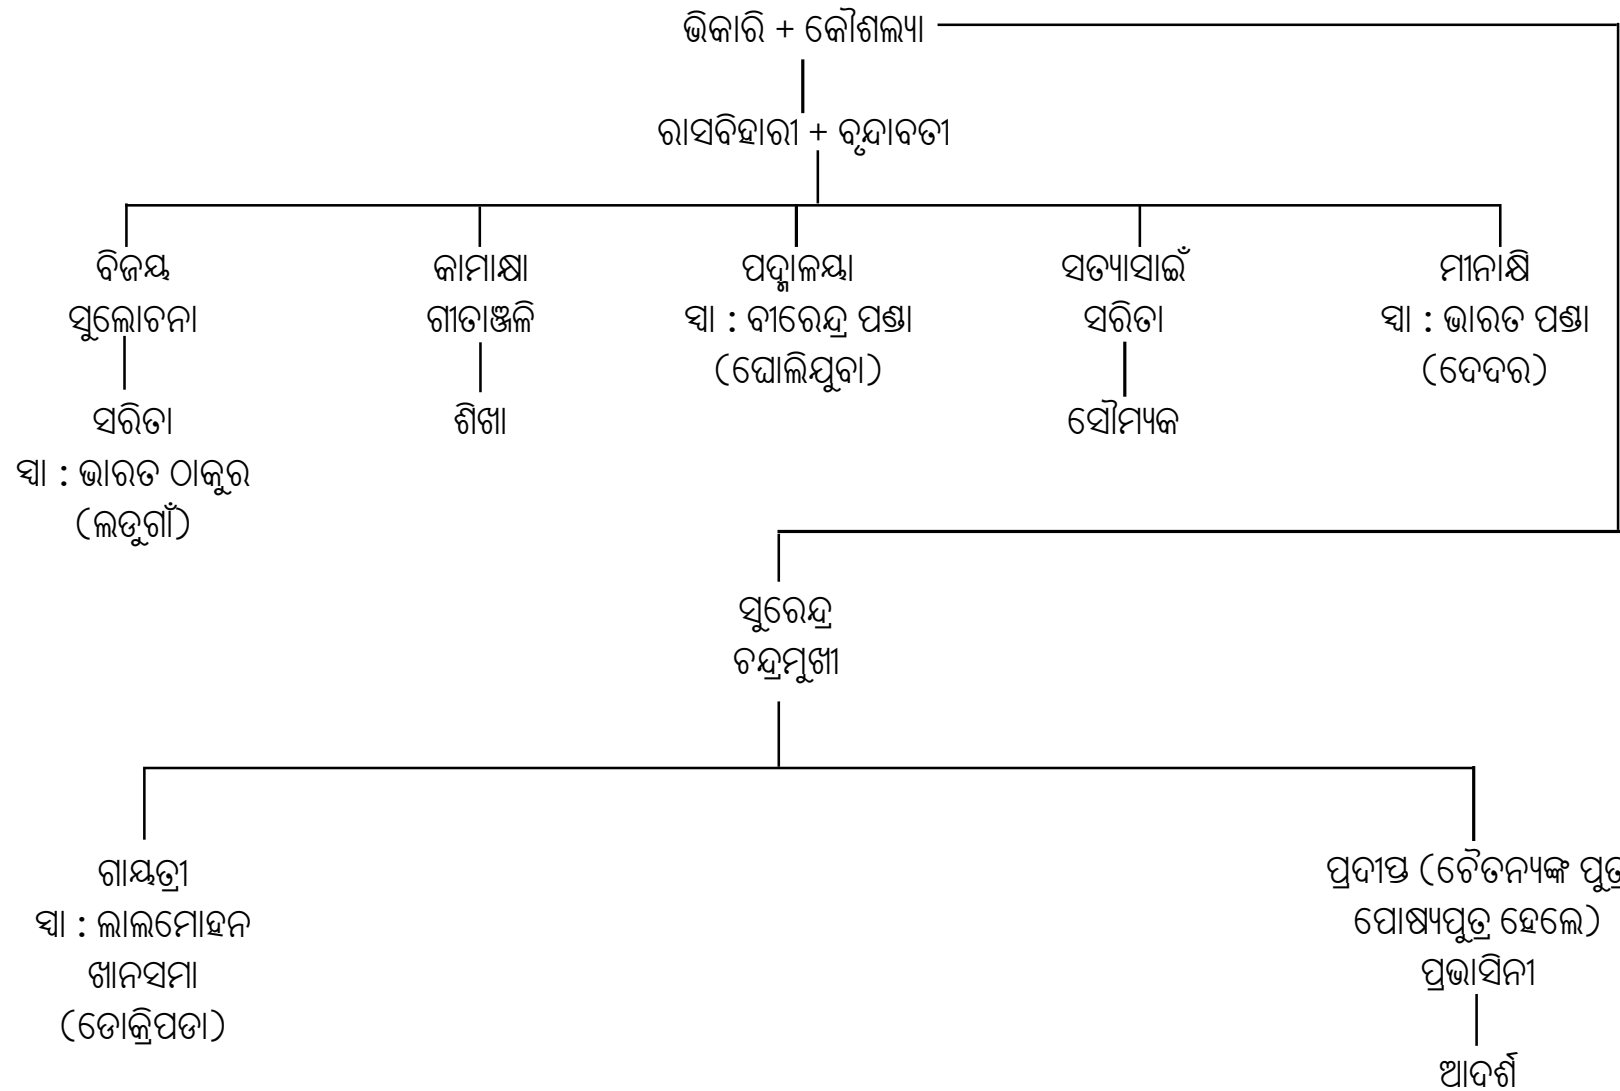 ଭିକାରି + କୌଶଲ୍ୟା
ରାସବିହାରୀ + ବୃନ୍ଦାବତୀ
ବିଜୟ
ସୁଲୋଚନା
ସରିତା
ସ୍ୱା : ଭାରତ ଠାକୁର
(ଲଡୁଗାଁ)
କାମାକ୍ଷା
ଗୀତାଞ୍ଜଳି
ଶିଖା
ପଦ୍ମାଳୟା
ସ୍ୱା : ବୀରେନ୍ଦ୍ର ପଣ୍ଡା
(ଘୋଲିଯୁବା)
ସତ୍ୟାସାଇଁ
ସରିତା
ସୌମ୍ୟକ
ମୀନାକ୍ଷି
ସ୍ୱା : ଭାରତ ପଣ୍ଡା
(ଦେଦର)
ସୁରେନ୍ଦ୍ର
ଚନ୍ଦ୍ରମୁଖୀ
ଗାୟତ୍ରୀ
ସ୍ୱା : ଲାଲମୋହନ
ଖାନସମା
(ଡୋକ୍ରିପଡା)
ପ୍ରଦୀପ୍ତ (ଚୈତନ୍ୟଙ୍କ ପୁତ୍ର
ପୋଷ୍ୟପୁତ୍ର ହେଲେ)
ପ୍ରଭାସିନୀ
ଆଦର୍ଶ